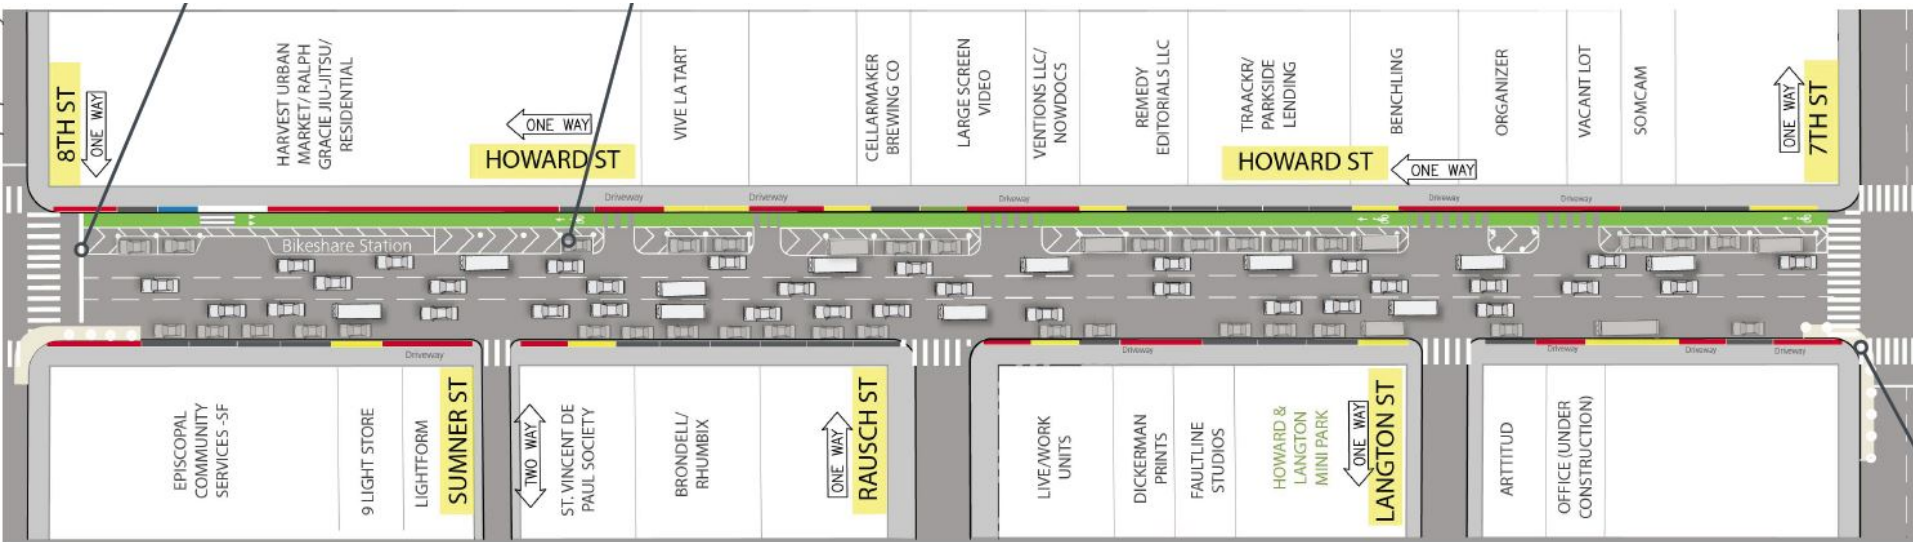 8TH ST
ONE WAY
HARVEST URBAN
MARKET/ RALPH
GRACIE JIU-JITSU/
RESIDENTIAL
ONE WAY
HOWARD ST
VIVE LA TART
CELLARMAKER
BREWING CO
LARGE SCREEN
VIDEO
VENTIONS LLC/
NOWDOCS
REMEDY
EDITORIALS LLC
TRAACKR/
PARKSIDE
LENDING
HOWARD ST
ONE WAY
BENCHLING
ORGANIZER
VACANT LOT
SOMCAM
ONE WAY
7TH ST
Driveway
Driveway
Driveway
Driveway
Driveway
Bikeshare Station
Driveway
Driveway
Driveway
Driveway
Driveway
EPISCOPAL
COMMUNITY
SERVICES -SF
9 LIGHT STORE
LIGHTFORM
SUMNER ST
TWO WAY
ST. VINCENT DE
PAUL SOCIETY
BRONDELL/
RHUMBIX
ONE WAY
RAUSCH ST
LIVE/WORK
UNITS
DICKERMAN
PRINTS
FAULTLINE
STUDIOS
HOWARD &
LANGTON
MINI PARK
ONE WAY
LANGTON ST
ARTTITUD
OFFICE (UNDER
CONSTRUCTION)